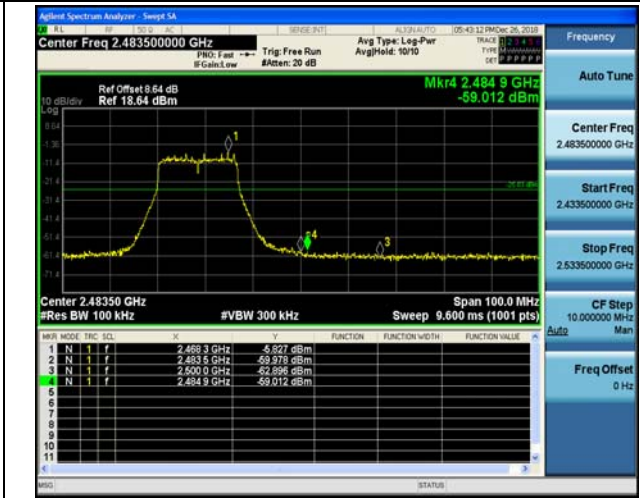 Agilent Spectrum Analyzer - Swept SA
RL RF 50 Ω AC SENSE:INT ALIGNAUTO 05:43:12 PM Dec 26, 2018
Center Freq 2.483500000 GHz
PNO: Fast
IFGain:Low
Trig: Free Run
#Atten: 20 dB
Avg Type: Log-Pwr
Avg|Hold: 10/10
TRACE 1 2 3 4 5 6
TYPE
DET P P P P P P
Frequency
Ref Offset 8.64 dB
Ref 18.64 dBm
10 dB/div
Log
Mkr4 2.484 9 GHz
-59.012 dBm
8.64
-1.36
-11.4
-21.4
-31.4
-41.4
-51.4
-61.4
-71.4
1
4
3
Center 2.48350 GHz
#Res BW 100 kHz
#VBW 300 kHz
Span 100.0 MHz
Sweep 9.600 ms (1001 pts)
MKR MODE TRC SCL X Y FUNCTION FUNCTION WIDTH FUNCTION VALUE
1 N 1 f 2.468 3 GHz -5.827 dBm
2 N 1 f 2.483 5 GHz -59.978 dBm
3 N 1 f 2.500 0 GHz -62.896 dBm
4 N 1 f 2.484 9 GHz -59.012 dBm
5
6
7
8
9
10
11
MSG
STATUS
Auto Tune
Center Freq
2.483500000 GHz
Start Freq
2.433500000 GHz
Stop Freq
2.533500000 GHz
CF Step
10.000000 MHz
Auto Man
Freq Offset
0 Hz